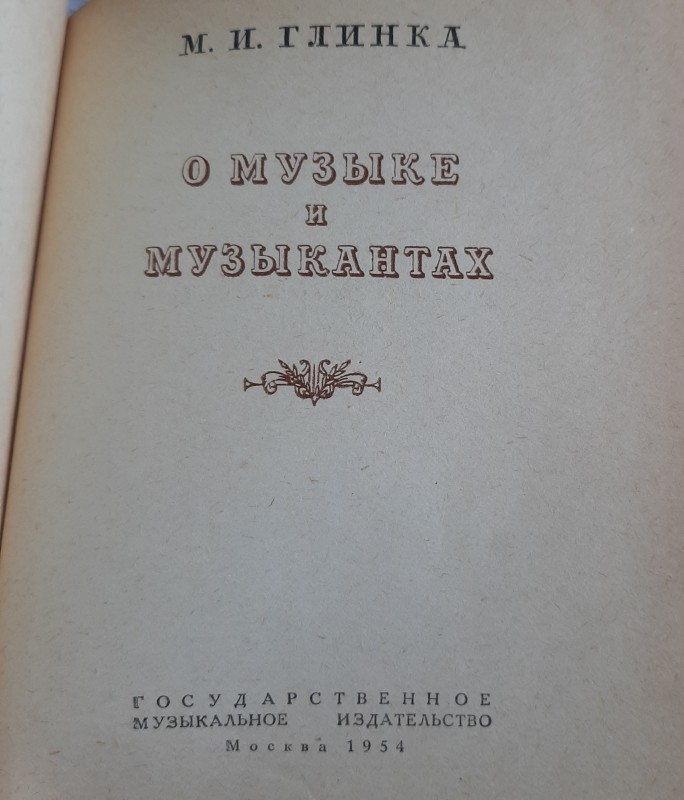 М. И. ГЛИНКА
О МУЗЫКЕ
И
МУЗЫКАНТАХ
ГОСУДАРСТВЕННОЕ
МУЗЫКАЛЬНОЕ ИЗДАТЕЛЬСТВО
Москва 1954